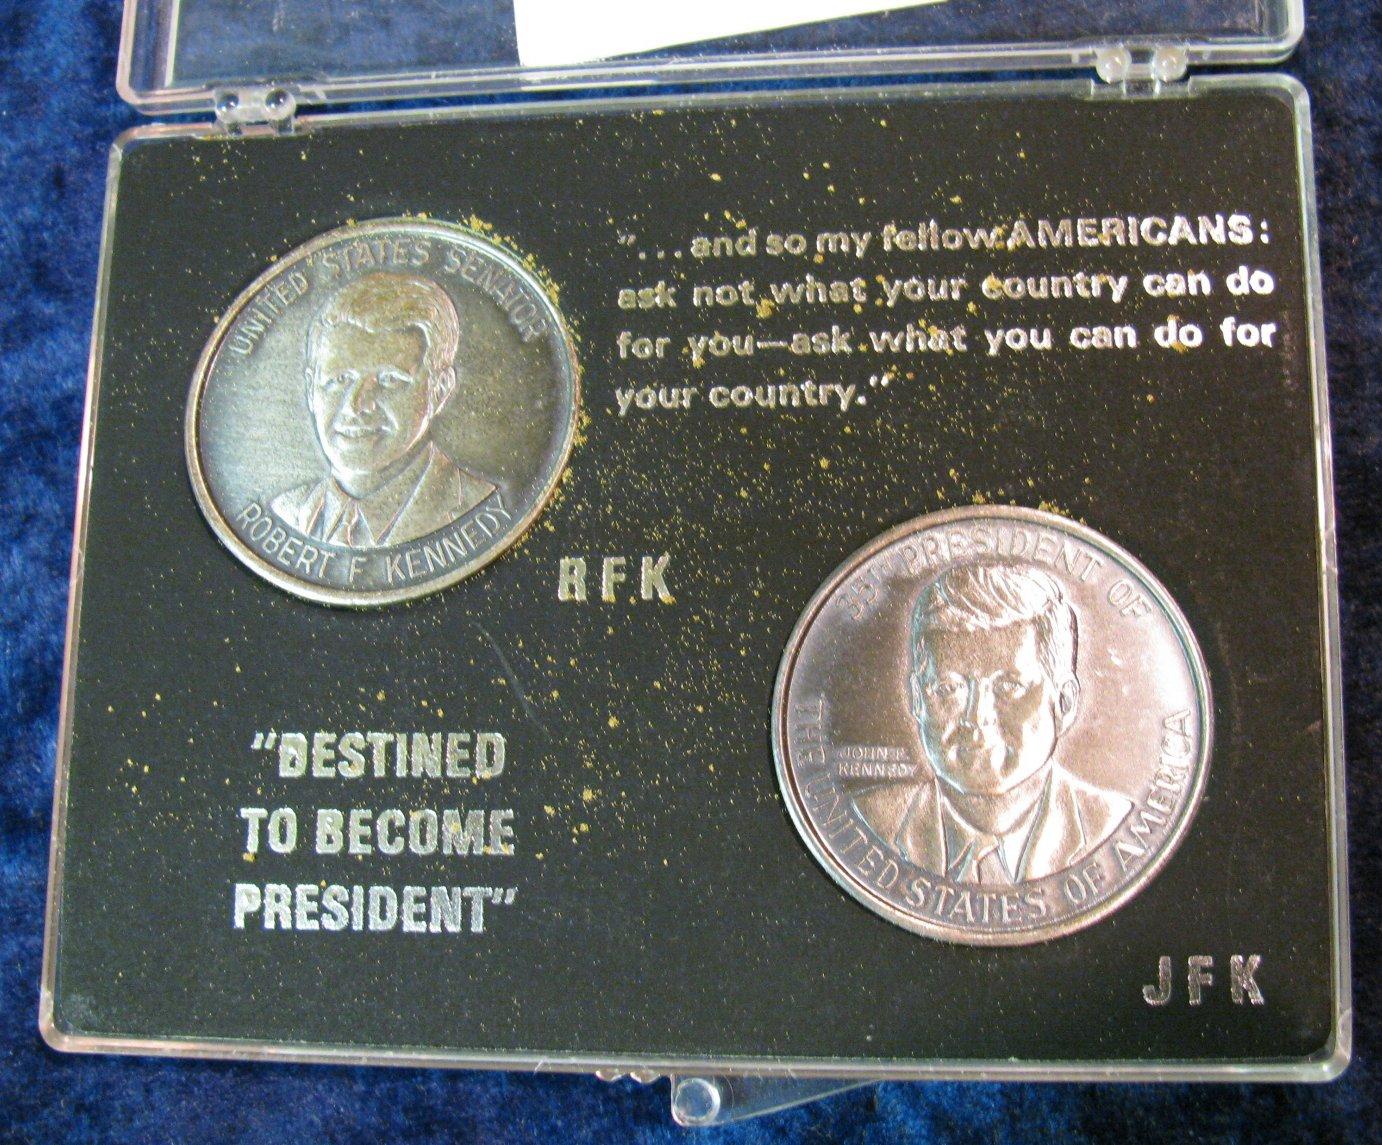 UNITED STATES SENATOR
ROBERT F KENNEDY
"...and so my fellow AMERICANS:
ask not what your country can do
for you—ask what you can do for
your country."
RFK
35TH PRESIDENT OF
THE UNITED STATES OF AMERICA
JOHN F.
KENNEDY
"DESTINED
TO BECOME
PRESIDENT"
JFK